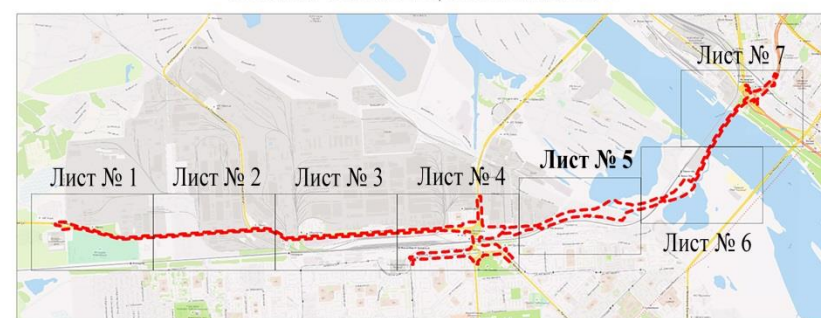 Лист № 7
Лист № 5
Лист № 1
Лист № 2
Лист № 3
Лист № 4
Лист № 6